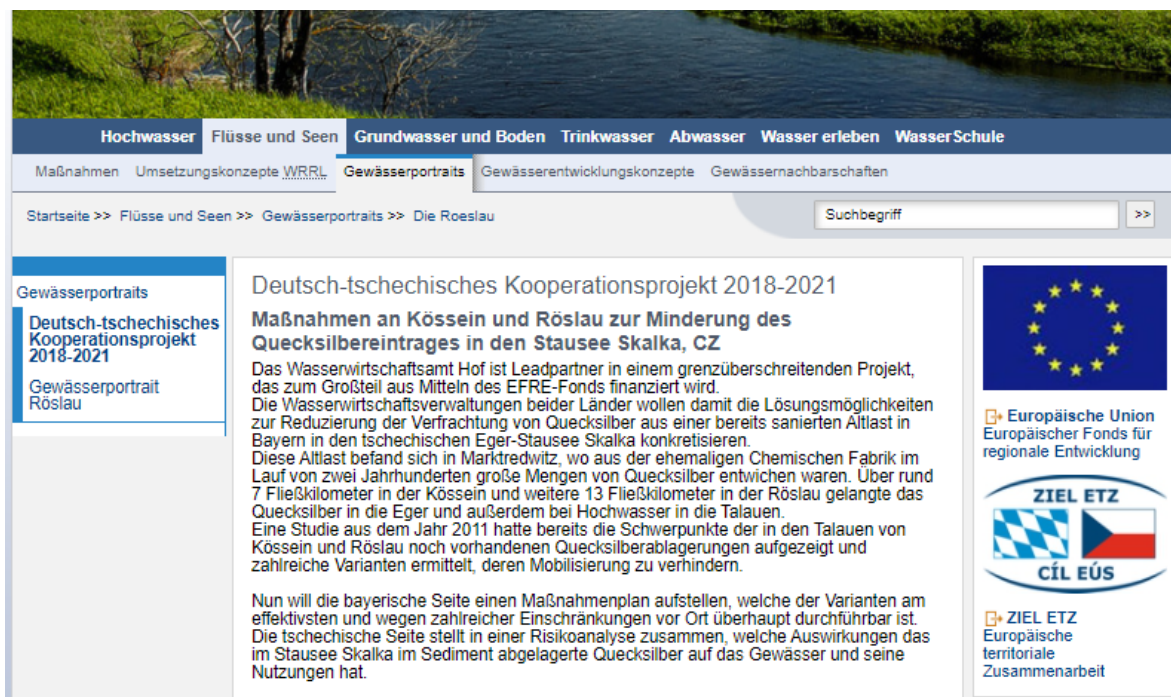 Hochwasser Flüsse und Seen Grundwasser und Boden Trinkwasser Abwasser Wasser erleben WasserSchule
Maßnahmen Umsetzungskonzepte WRRL Gewässerportraits Gewässerentwicklungskonzepte Gewässernachbarschaften
Startseite >> Flüsse und Seen >> Gewässerportraits >> Die Roeslau
Suchbegriff >>
Gewässerportraits
Deutsch-tschechisches
Kooperationsprojekt
2018-2021
Gewässerportrait
Röslau
Deutsch-tschechisches Kooperationsprojekt 2018-2021
Maßnahmen an Kössein und Röslau zur Minderung des
Quecksilbereintrages in den Stausee Skalka, CZ
Das Wasserwirtschaftsamt Hof ist Leadpartner in einem grenzüberschreitenden Projekt,
das zum Großteil aus Mitteln des EFRE-Fonds finanziert wird.
Die Wasserwirtschaftsverwaltungen beider Länder wollen damit die Lösungsmöglichkeiten
zur Reduzierung der Verfrachtung von Quecksilber aus einer bereits sanierten Altlast in
Bayern in den tschechischen Eger-Stausee Skalka konkretisieren.
Diese Altlast befand sich in Marktredwitz, wo aus der ehemaligen Chemischen Fabrik im
Lauf von zwei Jahrhunderten große Mengen von Quecksilber entwichen waren. Über rund
7 Fließkilometer in der Kössein und weitere 13 Fließkilometer in der Röslau gelangte das
Quecksilber in die Eger und außerdem bei Hochwasser in die Talauen.
Eine Studie aus dem Jahr 2011 hatte bereits die Schwerpunkte der in den Talauen von
Kössein und Röslau noch vorhandenen Quecksilberablagerungen aufgezeigt und
zahlreiche Varianten ermittelt, deren Mobilisierung zu verhindern.
Nun will die bayerische Seite einen Maßnahmenplan aufstellen, welche der Varianten am
effektivsten und wegen zahlreicher Einschränkungen vor Ort überhaupt durchführbar ist.
Die tschechische Seite stellt in einer Risikoanalyse zusammen, welche Auswirkungen das
im Stausee Skalka im Sediment abgelagerte Quecksilber auf das Gewässer und seine
Nutzungen hat.
Europäische Union
Europäischer Fonds für
regionale Entwicklung
ZIEL ETZ
CÍL EÚS
ZIEL ETZ
Europäische
territoriale
Zusammenarbeit